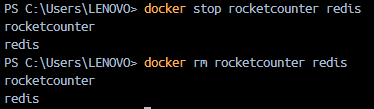 PS C:\Users\LENOVO> docker stop rocketcounter redis
rocketcounter
redis
PS C:\Users\LENOVO> docker rm rocketcounter redis
rocketcounter
redis